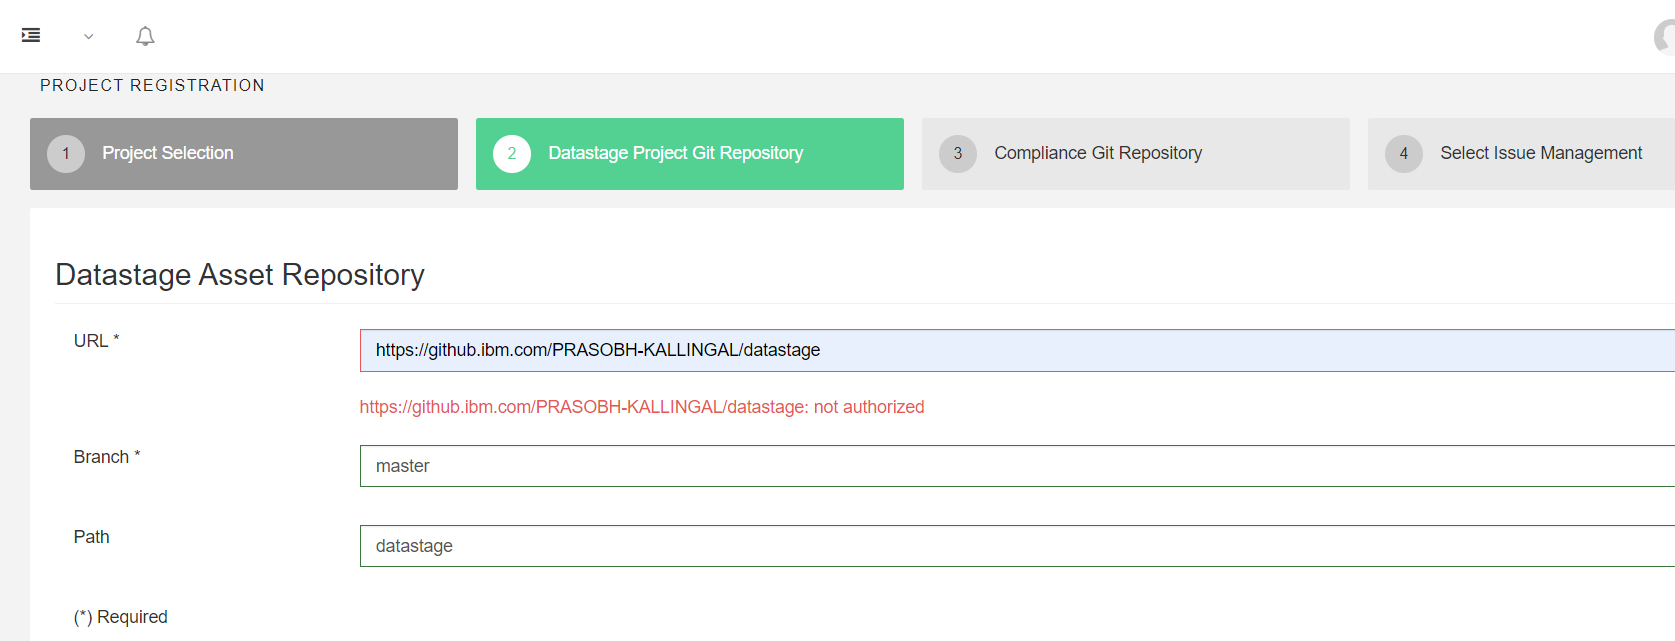 PROJECT REGISTRATION
1 Project Selection
2 Datastage Project Git Repository
3 Compliance Git Repository
4 Select Issue Management
Datastage Asset Repository
URL *
https://github.ibm.com/PRASOBH-KALLINGAL/datastage
https://github.ibm.com/PRASOBH-KALLINGAL/datastage: not authorized
Branch *
master
Path
datastage
(*) Required